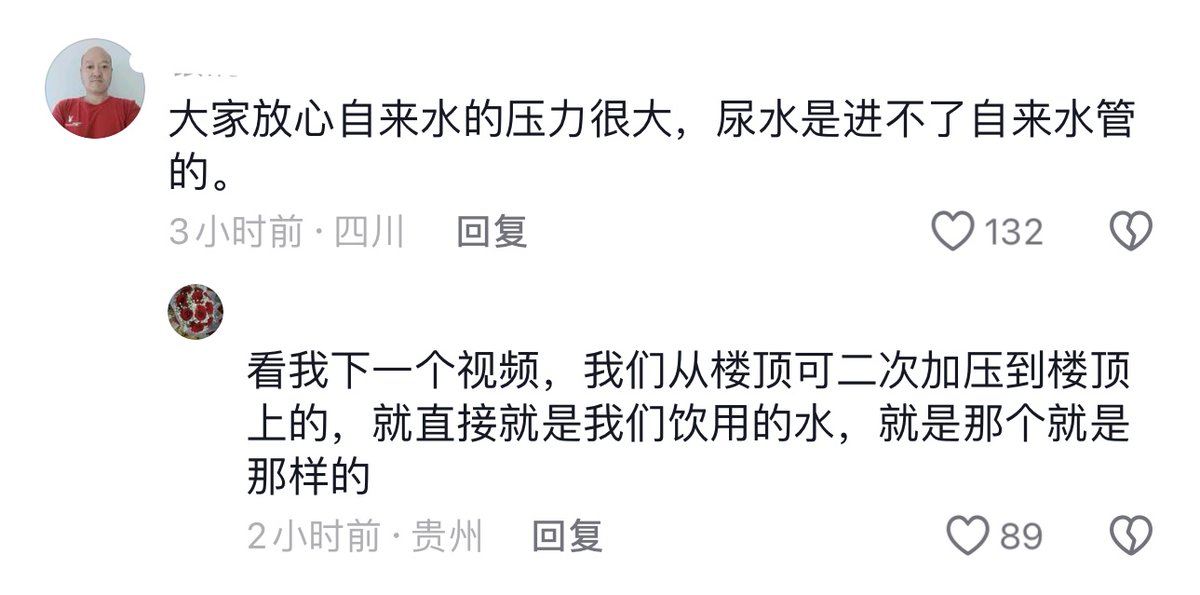 大家放心自来水的压力很大，尿水是进不了自来水管
的。
3小时前·四川 回复 132
看我下一个视频，我们从楼顶可二次加压到楼顶
上的，就直接就是我们饮用的水，就是那个就是
那样的
2小时前·贵州 回复 89